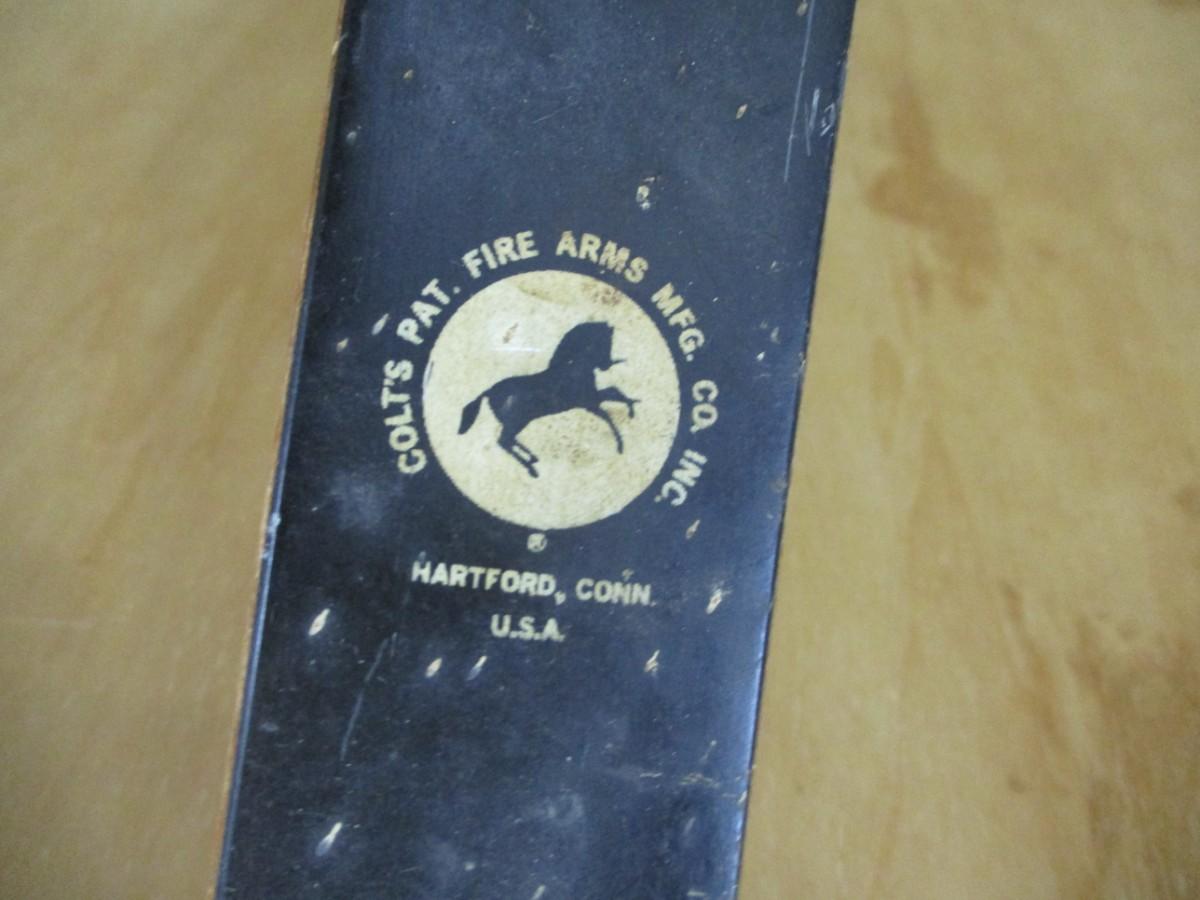 COLT'S PAT. FIRE ARMS MFG. CO. INC.
®
HARTFORD, CONN.
U.S.A.